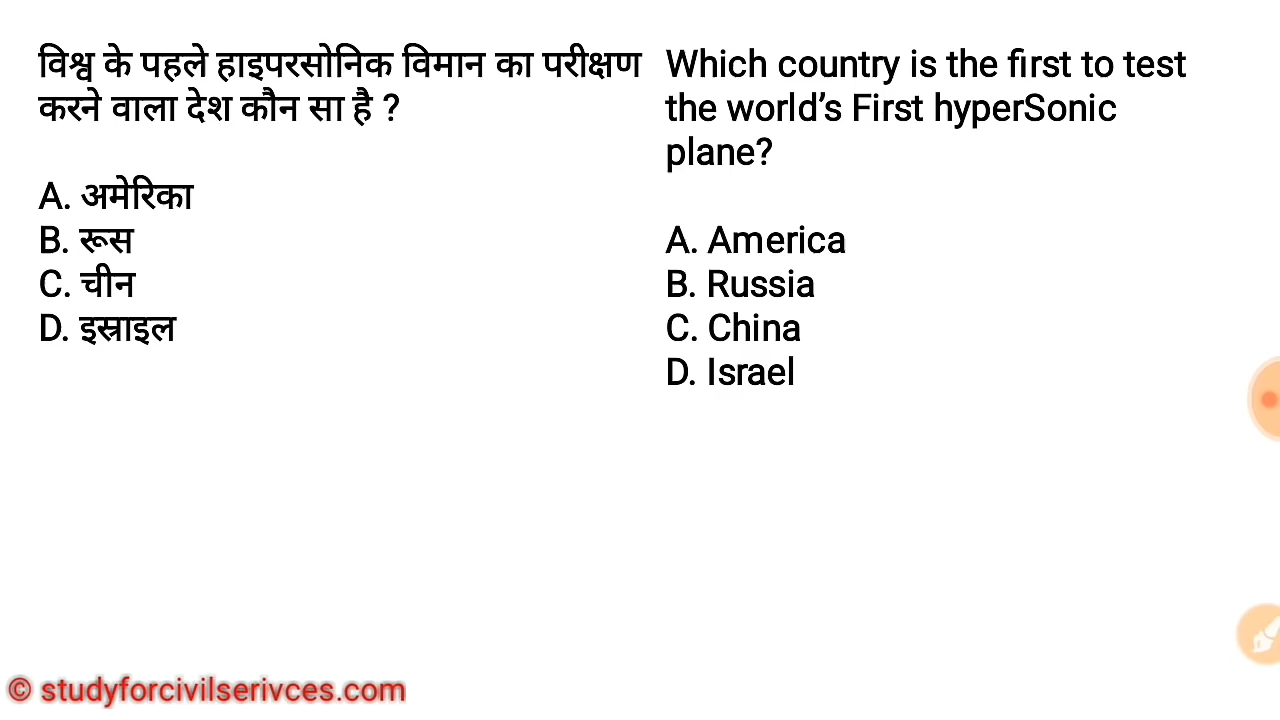 विश्व के पहले हाइपरसोनिक विमान का परीक्षण
करने वाला देश कौन सा है ?
A. अमेरिका
B. रूस
C. चीन
D. इस्राइल
Which country is the first to test
the world’s First hyperSonic
plane?
A. America
B. Russia
C. China
D. Israel
© studyforcivilserivces.com